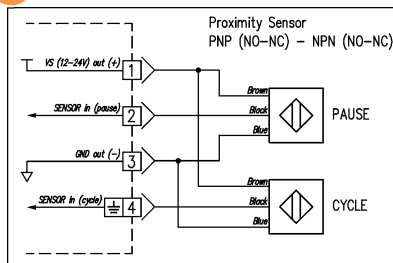 Proximity Sensor
PNP (NO-NC) - NPN (NO-NC)
VS (12-24V) out (+)
1
SENSOR in (pause)
2
GND out (-)
3
SENSOR in (cycle)
4
Brown
Black
Blue
PAUSE
Brown
Black
Blue
CYCLE